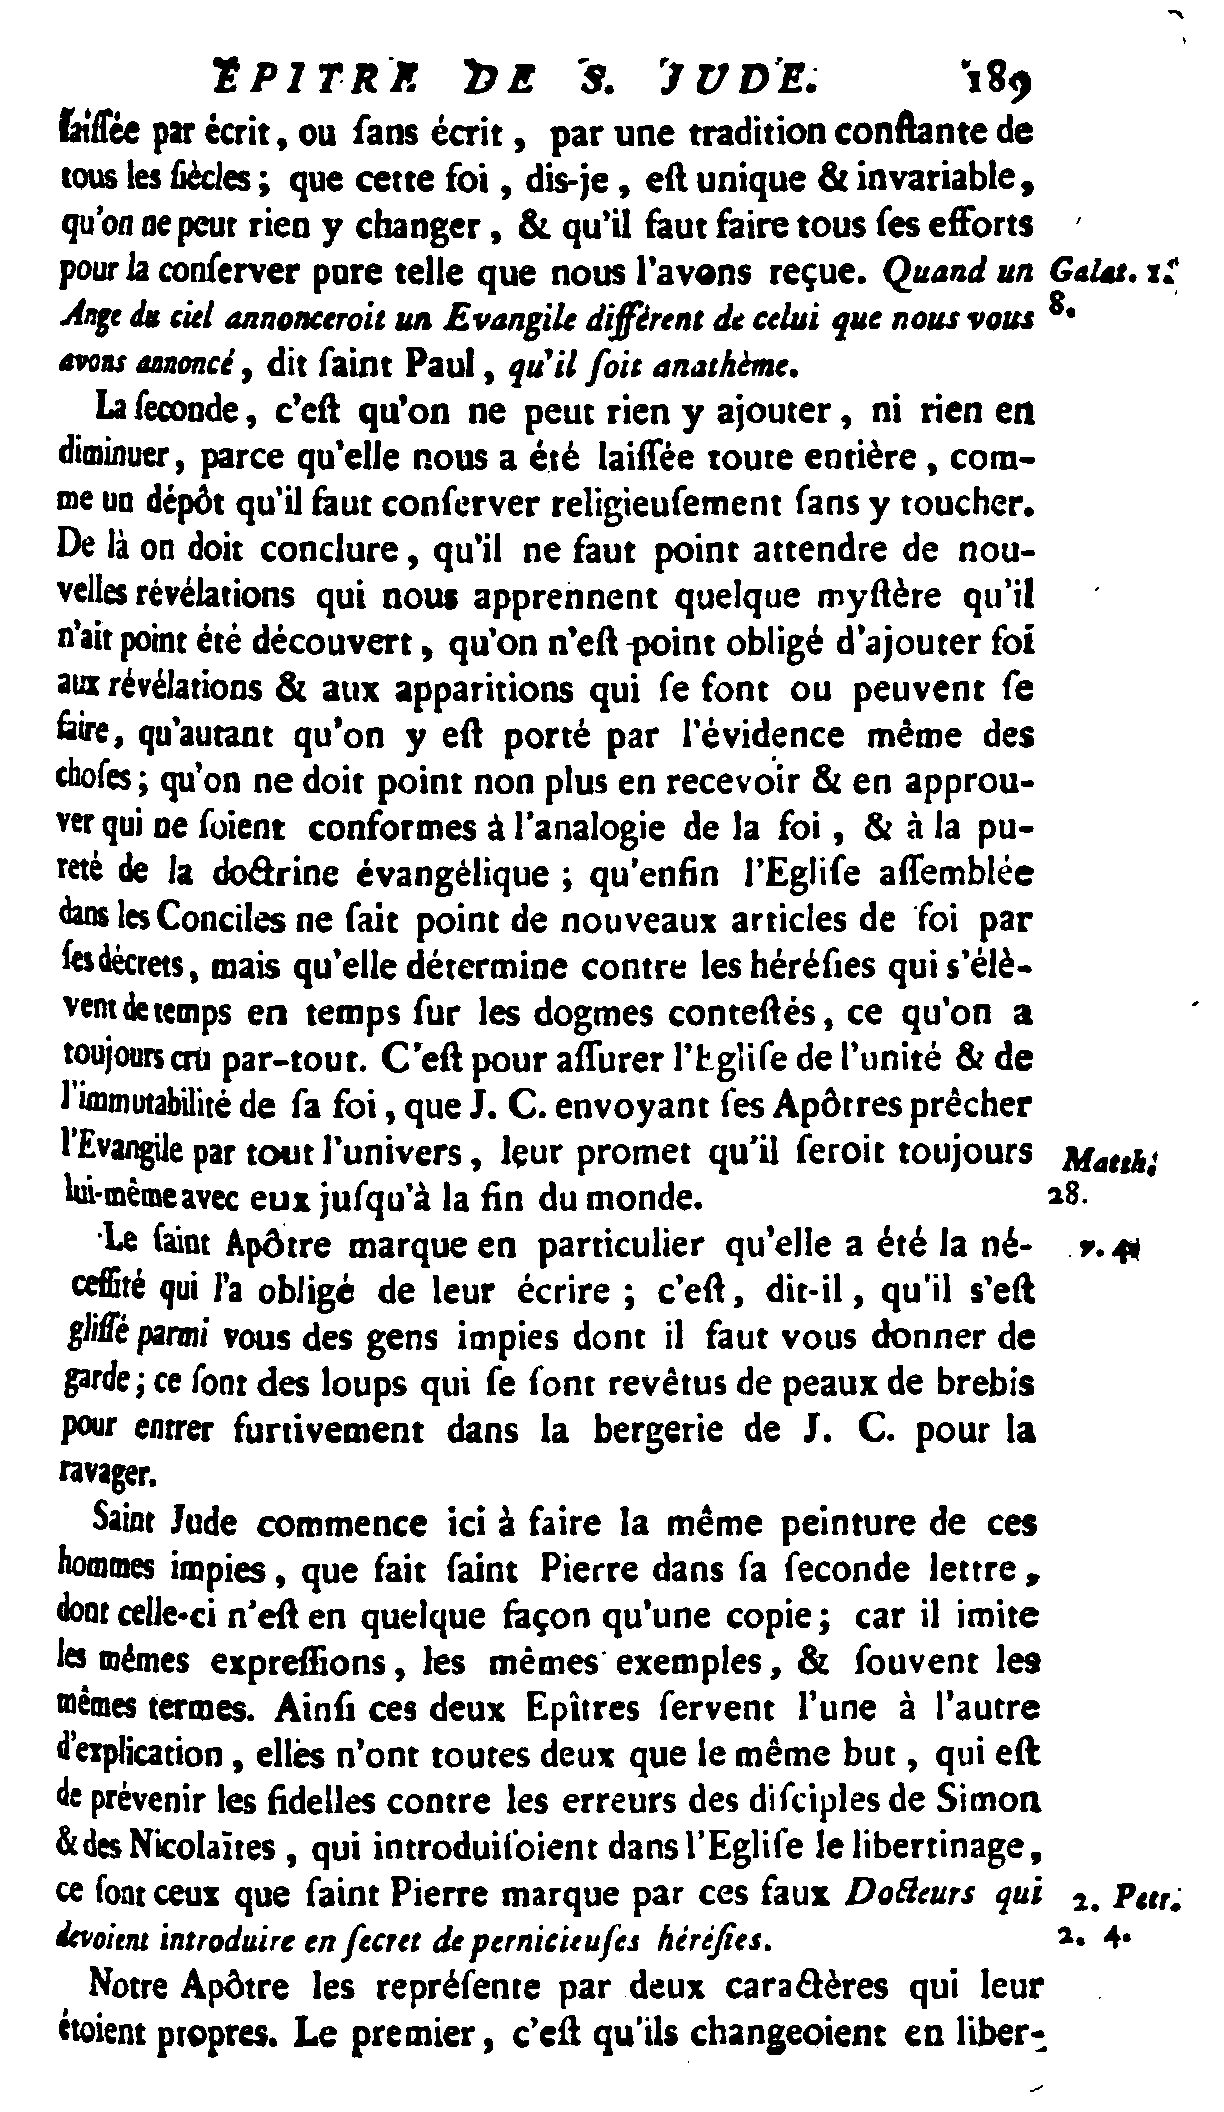 EPITRE DE S. JUDE. 189
laiſſée par écrit, ou ſans écrit, par une tradition conſtante de
tous les ſiècles; que cette foi, dis-je, eſt unique & invariable,
qu'on ne peut rien y changer, & qu'il faut faire tous ſes efforts
pour la conſerver pure telle que nous l'avons reçue. Quand un Galat. 1.
Ange du ciel annonceroit un Evangile différent de celui que nous vous 8.
avons annoncé, dit ſaint Paul, qu'il ſoit anathème.
La ſeconde, c'eſt qu'on ne peut rien y ajouter, ni rien en
diminuer, parce qu'elle nous a été laiſſée toute entière, com-
me un dépôt qu'il faut conſerver religieuſement ſans y toucher.
De là on doit conclure, qu'il ne faut point attendre de nou-
velles révélations qui nous apprennent quelque myſtère qu'il
n'ait point été découvert, qu'on n'eſt point obligé d'ajouter foi
aux révélations & aux apparitions qui ſe font ou peuvent ſe
faire, qu'autant qu'on y eſt porté par l'évidence même des
choſes; qu'on ne doit point non plus en recevoir & en approu-
ver qui ne ſoient conformes à l'analogie de la foi, & à la pu-
reté de la doctrine évangélique; qu'enfin l'Egliſe aſſemblée
dans les Conciles ne fait point de nouveaux articles de foi par
ſes décrets, mais qu'elle détermine contre les héréſies qui s'élè-
vent de temps en temps ſur les dogmes conteſtés, ce qu'on a
toujours cru par-tout. C'eſt pour aſſurer l'Egliſe de l'unité & de
l'immutabilité de ſa foi, que J. C. envoyant ſes Apôtres prêcher
l'Evangile par tout l'univers, leur promet qu'il ſeroit toujours Matth.
lui-même avec eux juſqu'à la fin du monde. 28.
Le ſaint Apôtre marque en particulier qu'elle a été la né- v. 4.
ceſſité qui l'a obligé de leur écrire; c'eſt, dit-il, qu'il s'eſt
gliſſé parmi vous des gens impies dont il faut vous donner de
garde; ce ſont des loups qui ſe ſont revêtus de peaux de brebis
pour entrer furtivement dans la bergerie de J. C. pour la
ravager.
Saint Jude commence ici à faire la même peinture de ces
hommes impies, que fait ſaint Pierre dans ſa ſeconde lettre,
dont celle-ci n'eſt en quelque façon qu'une copie; car il imite
les mêmes expreſſions, les mêmes exemples, & ſouvent les
mêmes termes. Ainſi ces deux Epîtres ſervent l'une à l'autre
d'explication, elles n'ont toutes deux que le même but, qui eſt
de prévenir les fidelles contre les erreurs des diſciples de Simon
& des Nicolaïtes, qui introduiſoient dans l'Egliſe le libertinage,
ce ſont ceux que ſaint Pierre marque par ces faux Docteurs qui 2. Petr.
devoient introduire en ſecret de pernicieuſes héréſies. 2. 4.
Notre Apôtre les repréſente par deux caractères qui leur
étoient propres. Le premier, c'eſt qu'ils changeoient en liber-